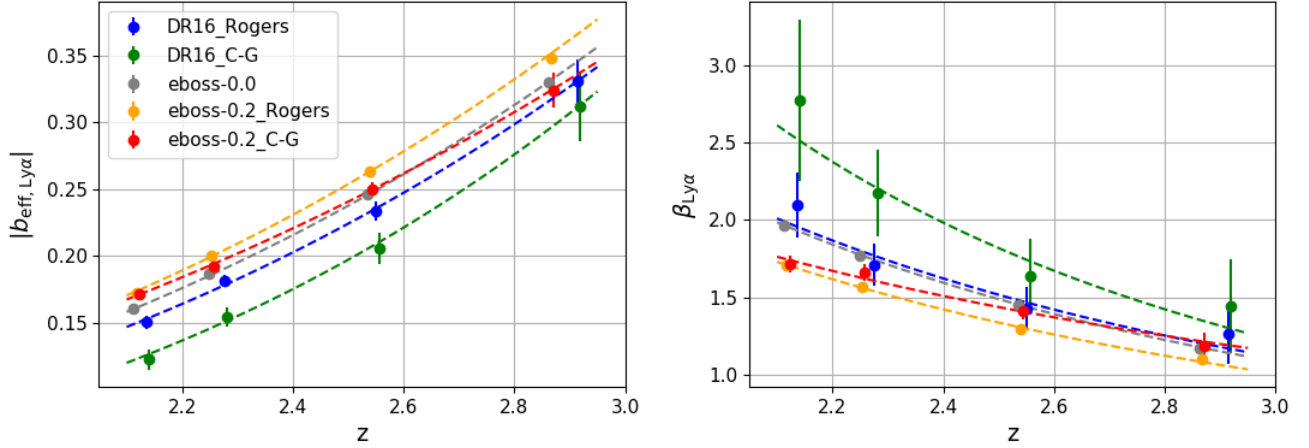 DR16_Rogers
DR16_C-G
eboss-0.0
eboss-0.2_Rogers
eboss-0.2_C-G
|b_eff, Lyα|
0.35
0.30
0.25
0.20
0.15
2.2 2.4 2.6 2.8 3.0
z
β_Lyα
3.0
2.5
2.0
1.5
1.0
2.2 2.4 2.6 2.8 3.0
z